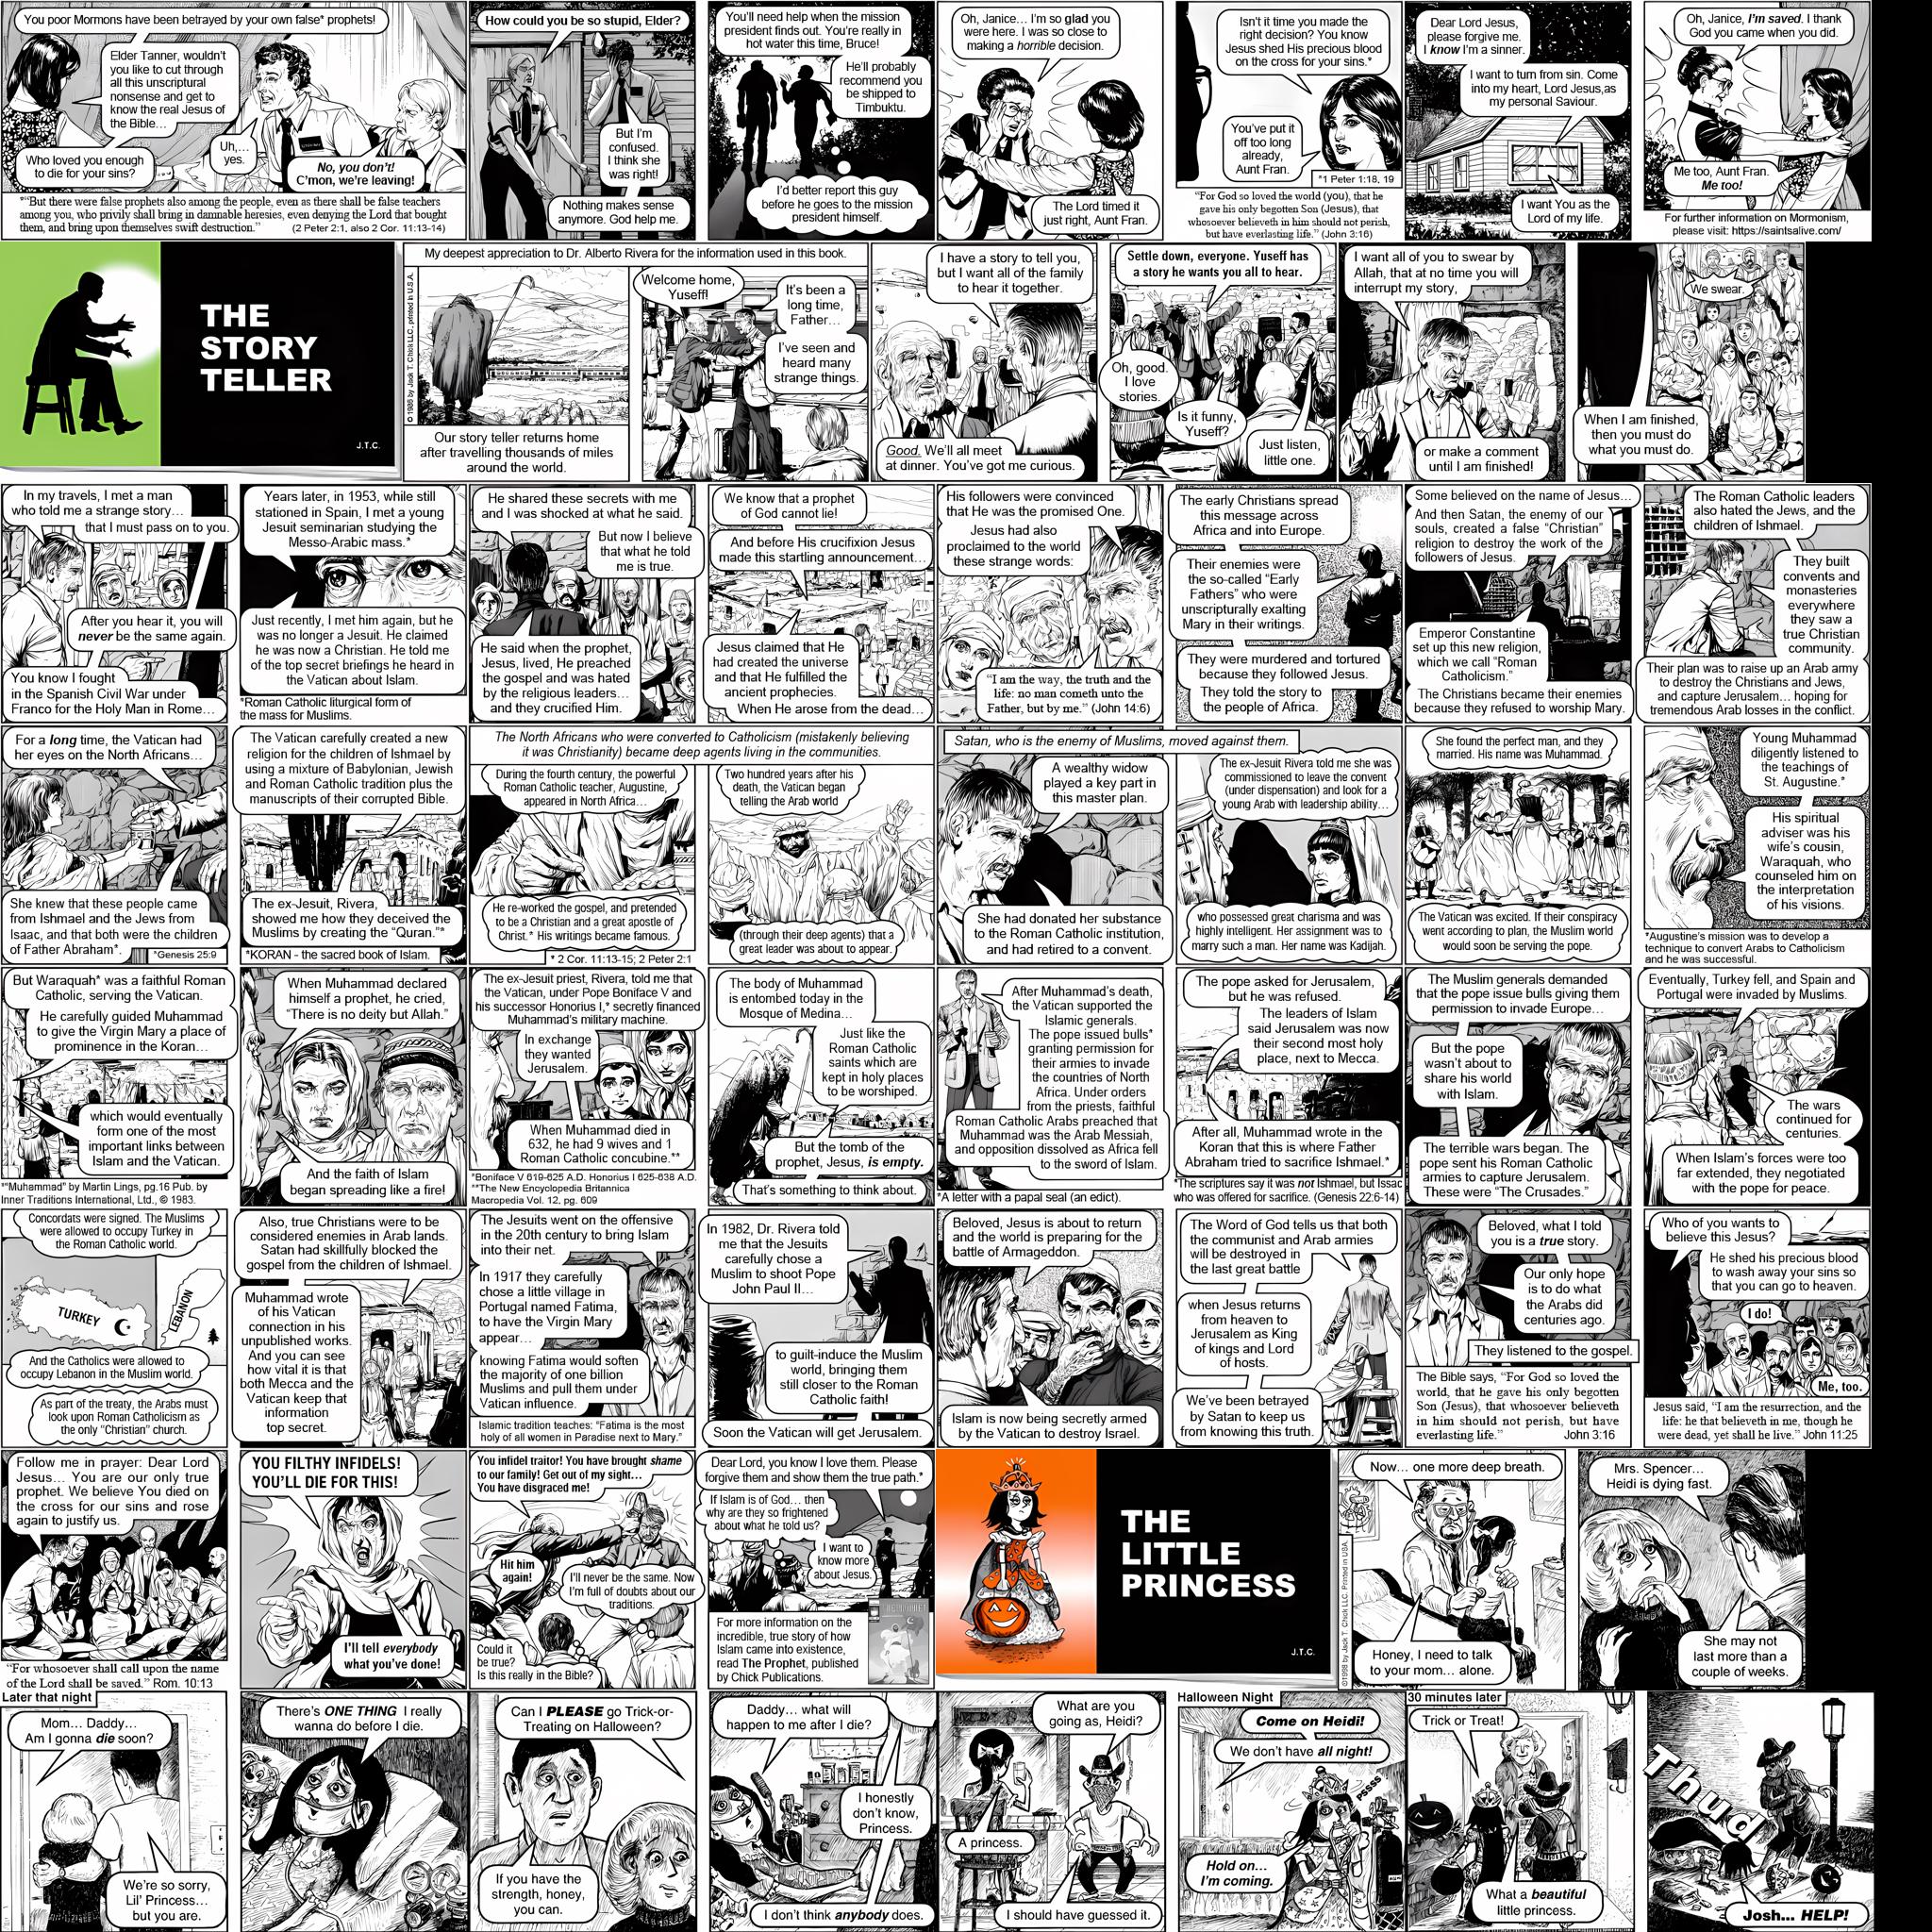 You poor Mormons have been betrayed by your own false* prophets!
Elder Tanner, wouldn't
you like to cut through
all this unscriptural
nonsense and get to
know the real Jesus of
the Bible...
Who loved you enough
to die for your sins?
Uh,...
yes.
No, you don't!
C'mon, we're leaving!
*"But there were false prophets also among the people, even as there shall be false teachers
among you, who privily shall bring in damnable heresies, even denying the Lord that bought
them, and bring upon themselves swift destruction." (2 Peter 2:1, also 2 Cor. 11:13-14)
How could you be so stupid, Elder?
But I'm
confused.
I think she
was right!
Nothing makes sense
anymore. God help me.
You'll need help when the mission
president finds out. You're really in
hot water this time, Bruce!
He'll probably
recommend you
be shipped to
Timbuktu.
I'd better report this guy
before he goes to the mission
president himself.
Oh, Janice... I'm so glad you
were here. I was so close to
making a horrible decision.
The Lord timed it
just right, Aunt Fran.
Isn't it time you made the
right decision? You know
Jesus shed His precious blood
on the cross for your sins.*
You've put it
off too long
already,
Aunt Fran.
*1 Peter 1:18, 19
"For God so loved the world (you), that he
gave his only begotten Son (Jesus), that
whosoever believeth in him should not perish,
but have everlasting life." (John 3:16)
Dear Lord Jesus,
please forgive me.
I know I'm a sinner.
I want to turn from sin. Come
into my heart, Lord Jesus,as
my personal Saviour.
I want You as the
Lord of my life.
Oh, Janice, I'm saved. I thank
God you came when you did.
Me too, Aunt Fran.
Me too!
For further information on Mormonism,
please visit: https://saintsalive.com/
THE
STORY
TELLER
J.T.C.
My deepest appreciation to Dr. Alberto Rivera for the information used in this book.
© 1986 by Jack T. Chick LLC, printed in U.S.A.
Our story teller returns home
after travelling thousands of miles
around the world.
Welcome home,
Yuseff!
It's been a
long time,
Father...
I've seen and
heard many
strange things.
I have a story to tell you,
but I want all of the family
to hear it together.
Good. We'll all meet
at dinner. You've got me curious.
Settle down, everyone. Yuseff has
a story he wants you all to hear.
Oh, good.
I love
stories.
Is it funny,
Yuseff?
Just listen,
little one.
I want all of you to swear by
Allah, that at no time you will
interrupt my story,
or make a comment
until I am finished!
We swear.
When I am finished,
then you must do
what you must do.
In my travels, I met a man
who told me a strange story...
that I must pass on to you.
After you hear it, you will
never be the same again.
You know I fought
in the Spanish Civil War under
Franco for the Holy Man in Rome...
Years later, in 1953, while still
stationed in Spain, I met a young
Jesuit seminarian studying the
Messo-Arabic mass.*
Just recently, I met him again, but he
was no longer a Jesuit. He claimed
he was now a Christian. He told me
of the top secret briefings he heard in
the Vatican about Islam.
*Roman Catholic liturgical form of
the mass for Muslims.
He shared these secrets with me
and I was shocked at what he said.
But now I believe
that what he told
me is true.
He said when the prophet,
Jesus, lived, He preached
the gospel and was hated
by the religious leaders...
and they crucified Him.
We know that a prophet
of God cannot lie!
And before His crucifixion Jesus
made this startling announcement...
Jesus claimed that He
had created the universe
and that He fulfilled the
ancient prophecies.
When He arose from the dead...
His followers were convinced
that He was the promised One.
Jesus had also
proclaimed to the world
these strange words:
"I am the way, the truth and the
life: no man cometh unto the
Father, but by me." (John 14:6)
The early Christians spread
this message across
Africa and into Europe.
Their enemies were
the so-called "Early
Fathers" who were
unscripturally exalting
Mary in their writings.
They were murdered and tortured
because they followed Jesus.
They told the story to
the people of Africa.
Some believed on the name of Jesus...
And then Satan, the enemy of our
souls, created a false "Christian"
religion to destroy the work of the
followers of Jesus.
Emperor Constantine
set up this new religion,
which we call "Roman
Catholicism."
The Christians became their enemies
because they refused to worship Mary.
The Roman Catholic leaders
also hated the Jews, and the
children of Ishmael.
They built
convents and
monasteries
everywhere
they saw a
true Christian
community.
Their plan was to raise up an Arab army
to destroy the Christians and Jews,
and capture Jerusalem... hoping for
tremendous Arab losses in the conflict.
For a long time, the Vatican had
her eyes on the North Africans...
She knew that these people came
from Ishmael and the Jews from
Isaac, and that both were the children
of Father Abraham*.
*Genesis 25:9
The Vatican carefully created a new
religion for the children of Ishmael by
using a mixture of Babylonian, Jewish
and Roman Catholic tradition plus the
manuscripts of their corrupted Bible.
The ex-Jesuit, Rivera,
showed me how they deceived the
Muslims by creating the "Quran."*
*KORAN - the sacred book of Islam.
The North Africans who were converted to Catholicism (mistakenly believing
it was Christianity) became deep agents living in the communities.
During the fourth century, the powerful
Roman Catholic teacher, Augustine,
appeared in North Africa...
He re-worked the gospel, and pretended
to be a Christian and a great apostle of
Christ.* His writings became famous.
* 2 Cor. 11:13-15; 2 Peter 2:1
Two hundred years after his
death, the Vatican began
telling the Arab world
(through their deep agents) that a
great leader was about to appear.
Satan, who is the enemy of Muslims, moved against them.
A wealthy widow
played a key part in
this master plan.
She had donated her substance
to the Roman Catholic institution,
and had retired to a convent.
The ex-Jesuit Rivera told me she was
commissioned to leave the convent
(under dispensation) and look for a
young Arab with leadership ability...
who possessed great charisma and was
highly intelligent. Her assignment was to
marry such a man. Her name was Kadijah.
She found the perfect man, and they
married. His name was Muhammad.
The Vatican was excited. If their conspiracy
went according to plan, the Muslim world
would soon be serving the pope.
Young Muhammad
diligently listened to
the teachings of
St. Augustine.*
His spiritual
adviser was his
wife's cousin,
Waraquah, who
counseled him on
the interpretation
of his visions.
*Augustine's mission was to develop a
technique to convert Arabs to Catholicism
and he was successful.
But Waraquah* was a faithful Roman
Catholic, serving the Vatican.
He carefully guided Muhammad
to give the Virgin Mary a place of
prominence in the Koran...
which would eventually
form one of the most
important links between
Islam and the Vatican.
*"Muhammad" by Martin Lings, pg.16 Pub. by
Inner Traditions International, Ltd., © 1983.
When Muhammad declared
himself a prophet, he cried,
"There is no deity but Allah."
And the faith of Islam
began spreading like a fire!
The ex-Jesuit priest, Rivera, told me that
the Vatican, under Pope Boniface V and
his successor Honorius I,* secretly financed
Muhammad's military machine.
In exchange
they wanted
Jerusalem.
When Muhammad died in
632, he had 9 wives and 1
Roman Catholic concubine.**
*Boniface V 619-625 A.D. Honorius I 625-638 A.D.
**The New Encyclopedia Britannica
Macropedia Vol. 12, pg. 609
The body of Muhammad
is entombed today in the
Mosque of Medina...
Just like the
Roman Catholic
saints which are
kept in holy places
to be worshiped.
But the tomb of the
prophet, Jesus, is empty.
That's something to think about.
After Muhammad's death,
the Vatican supported the
Islamic generals.
The pope issued bulls*
granting permission for
their armies to invade
the countries of North
Africa. Under orders
from the priests, faithful
Roman Catholic Arabs preached that
Muhammad was the Arab Messiah,
and opposition dissolved as Africa fell
to the sword of Islam.
*A letter with a papal seal (an edict).
The pope asked for Jerusalem,
but he was refused.
The leaders of Islam
said Jerusalem was now
their second most holy
place, next to Mecca.
After all, Muhammad wrote in the
Koran that this is where Father
Abraham tried to sacrifice Ishmael.*
*The scriptures say it was not Ishmael, but Issac
who was offered for sacrifice. (Genesis 22:6-14)
The Muslim generals demanded
that the pope issue bulls giving them
permission to invade Europe...
But the pope
wasn't about to
share his world
with Islam.
The terrible wars began. The
pope sent his Roman Catholic
armies to capture Jerusalem.
These were "The Crusades."
Eventually, Turkey fell, and Spain and
Portugal were invaded by Muslims.
The wars
continued for
centuries.
When Islam's forces were too
far extended, they negotiated
with the pope for peace.
Concordats were signed. The Muslims
were allowed to occupy Turkey in
the Roman Catholic world.
TURKEY
LEBANON
And the Catholics were allowed to
occupy Lebanon in the Muslim world.
As part of the treaty, the Arabs must
look upon Roman Catholicism as
the only "Christian" church.
Also, true Christians were to be
considered enemies in Arab lands.
Satan had skillfully blocked the
gospel from the children of Ishmael.
Muhammad wrote
of his Vatican
connection in his
unpublished works.
And you can see
how vital it is that
both Mecca and the
Vatican keep that
information
top secret.
The Jesuits went on the offensive
in the 20th century to bring Islam
into their net.
In 1917 they carefully
chose a little village in
Portugal named Fatima,
to have the Virgin Mary
appear...
knowing Fatima would soften
the majority of one billion
Muslims and pull them under
Vatican influence.
Islamic tradition teaches: "Fatima is the most
holy of all women in Paradise next to Mary."
In 1982, Dr. Rivera told
me that the Jesuits
carefully chose a
Muslim to shoot Pope
John Paul II...
to guilt-induce the Muslim
world, bringing them
still closer to the Roman
Catholic faith!
Soon the Vatican will get Jerusalem.
Beloved, Jesus is about to return
and the world is preparing for the
battle of Armageddon.
Islam is now being secretly armed
by the Vatican to destroy Israel.
The Word of God tells us that both
the communist and Arab armies
will be destroyed in
the last great battle
when Jesus returns
from heaven to
Jerusalem as King
of kings and Lord
of hosts.
We've been betrayed
by Satan to keep us
from knowing this truth.
Beloved, what I told
you is a true story.
Our only hope
is to do what
the Arabs did
centuries ago.
They listened to the gospel.
The Bible says, "For God so loved the
world, that he gave his only begotten
Son (Jesus), that whosoever believeth
in him should not perish, but have
everlasting life." John 3:16
Who of you wants to
believe this Jesus?
He shed his precious blood
to wash away your sins so
that you can go to heaven.
I do!
Me, too.
Jesus said, "I am the resurrection, and the
life: he that believeth in me, though he
were dead, yet shall he live." John 11:25
Follow me in prayer: Dear Lord
Jesus... You are our only true
prophet. We believe You died on
the cross for our sins and rose
again to justify us.
"For whosoever shall call upon the name
of the Lord shall be saved." Rom. 10:13
YOU FILTHY INFIDELS!
YOU'LL DIE FOR THIS!
I'll tell everybody
what you've done!
You infidel traitor! You have brought shame
to our family! Get out of my sight...
You have disgraced me!
Hit him
again!
I'll never be the same. Now
I'm full of doubts about our
traditions.
Could it
be true?
Is this really in the Bible?
Dear Lord, you know I love them. Please
forgive them and show them the true path.*
If Islam is of God... then
why are they so frightened
about what he told us?
I want to
know more
about Jesus.
For more information on the
incredible, true story of how
Islam came into existence,
read The Prophet, published
by Chick Publications.
THE
LITTLE
PRINCESS
J.T.C.
©1998 by Jack T. Chick LLC. Printed in USA.
Now... one more deep breath.
Honey, I need to talk
to your mom... alone.
Mrs. Spencer...
Heidi is dying fast.
She may not
last more than a
couple of weeks.
Later that night
Mom... Daddy...
Am I gonna die soon?
We're so sorry,
Lil' Princess...
but you are.
There's ONE THING I really
wanna do before I die.
Can I PLEASE go Trick-or-
Treating on Halloween?
If you have the
strength, honey,
you can.
Daddy... what will
happen to me after I die?
I honestly
don't know,
Princess.
I don't think anybody does.
What are you
going as, Heidi?
A princess.
I should have guessed it.
Halloween Night
Come on Heidi!
We don't have all night!
PSSSS
Hold on...
I'm coming.
30 minutes later
Trick or Treat!
What a beautiful
little princess.
Thud
Josh... HELP!